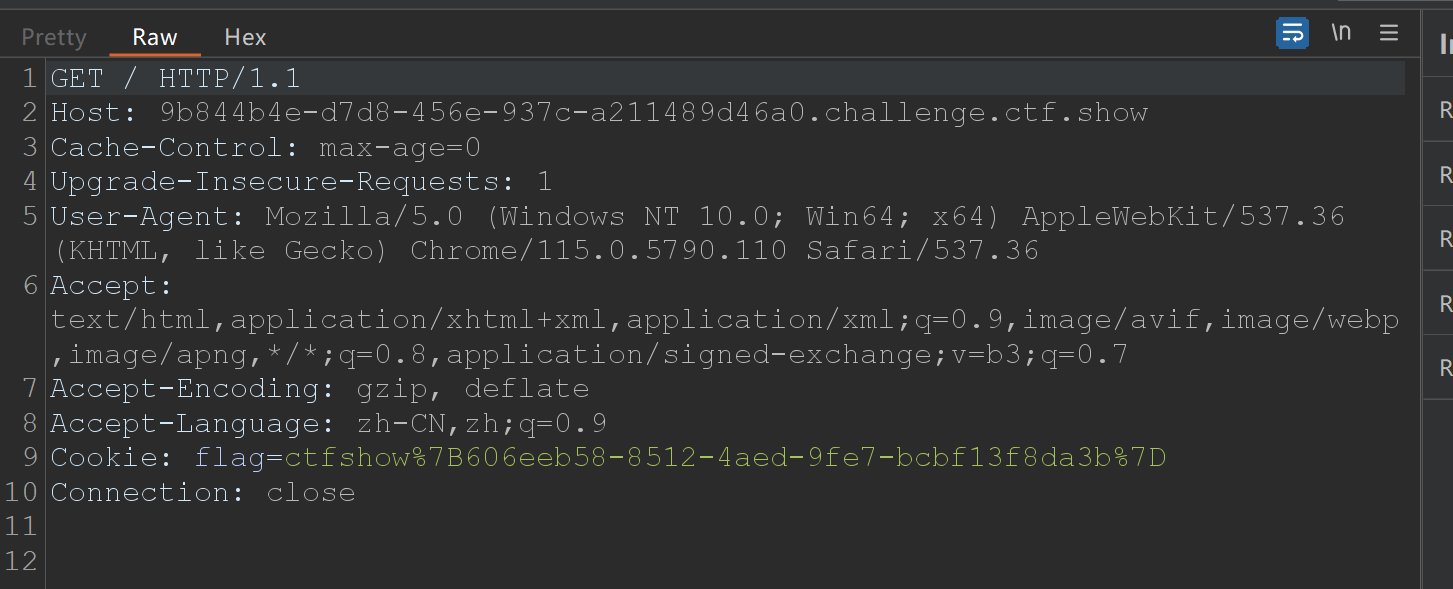 Pretty Raw Hex \n
1 GET / HTTP/1.1
2 Host: 9b844b4e-d7d8-456e-937c-a211489d46a0.challenge.ctf.show
3 Cache-Control: max-age=0
4 Upgrade-Insecure-Requests: 1
5 User-Agent: Mozilla/5.0 (Windows NT 10.0; Win64; x64) AppleWebKit/537.36
(KHTML, like Gecko) Chrome/115.0.5790.110 Safari/537.36
6 Accept:
text/html,application/xhtml+xml,application/xml;q=0.9,image/avif,image/webp
,image/apng,*/*;q=0.8,application/signed-exchange;v=b3;q=0.7
7 Accept-Encoding: gzip, deflate
8 Accept-Language: zh-CN,zh;q=0.9
9 Cookie: flag=ctfshow%7B606eeb58-8512-4aed-9fe7-bcbf13f8da3b%7D
10 Connection: close
11
12